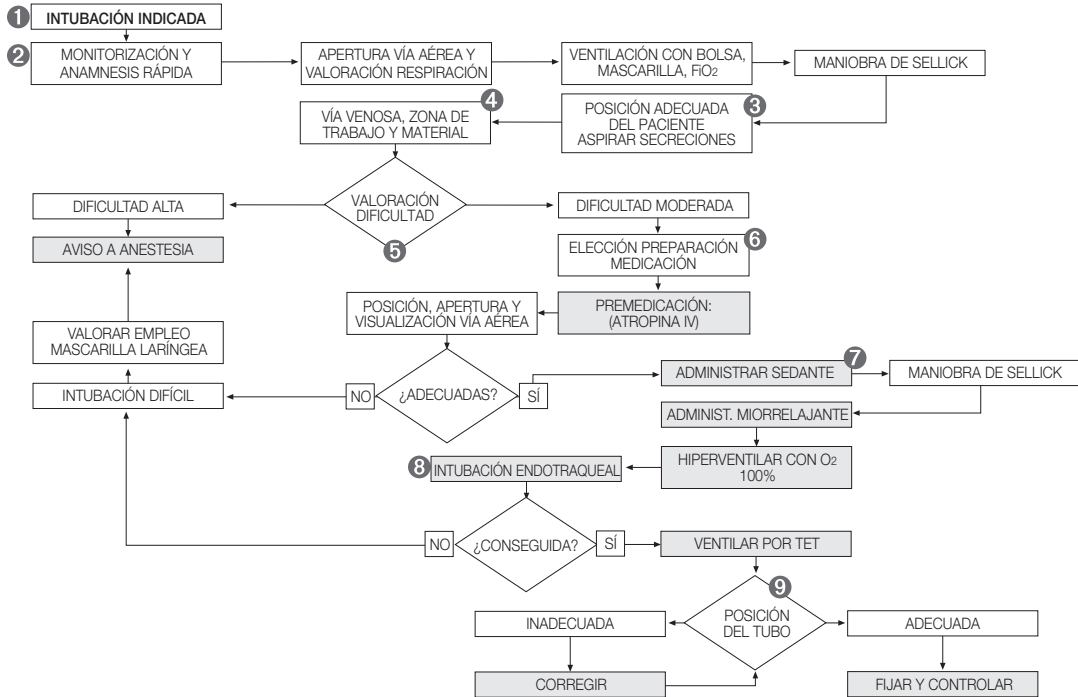 1 INTUBACIÓN INDICADA
2 MONITORIZACIÓN Y
ANAMNESIS RÁPIDA
APERTURA VÍA AÉREA Y
VALORACIÓN RESPIRACIÓN
VENTILACIÓN CON BOLSA,
MASCARILLA, FiO2
MANIOBRA DE SELLICK
3
POSICIÓN ADECUADA
DEL PACIENTE
ASPIRAR SECRECIONES
4
VÍA VENOSA, ZONA DE
TRABAJO Y MATERIAL
VALORACIÓN
DIFICULTAD
5
DIFICULTAD ALTA
AVISO A ANESTESIA
DIFICULTAD MODERADA
6
ELECCIÓN PREPARACIÓN
MEDICACIÓN
PREMEDICACIÓN:
(ATROPINA IV)
POSICIÓN, APERTURA Y
VISUALIZACIÓN VÍA AÉREA
VALORAR EMPLEO
MASCARILLA LARÍNGEA
INTUBACIÓN DIFÍCIL
NO
¿ADECUADAS?
SÍ
7
ADMINISTRAR SEDANTE
MANIOBRA DE SELLICK
ADMINIST. MIORRELAJANTE
HIPERVENTILAR CON O2
100%
8 INTUBACIÓN ENDOTRAQUEAL
NO
¿CONSEGUIDA?
SÍ
VENTILAR POR TET
9
POSICIÓN
DEL TUBO
INADECUADA
ADECUADA
CORREGIR
FIJAR Y CONTROLAR